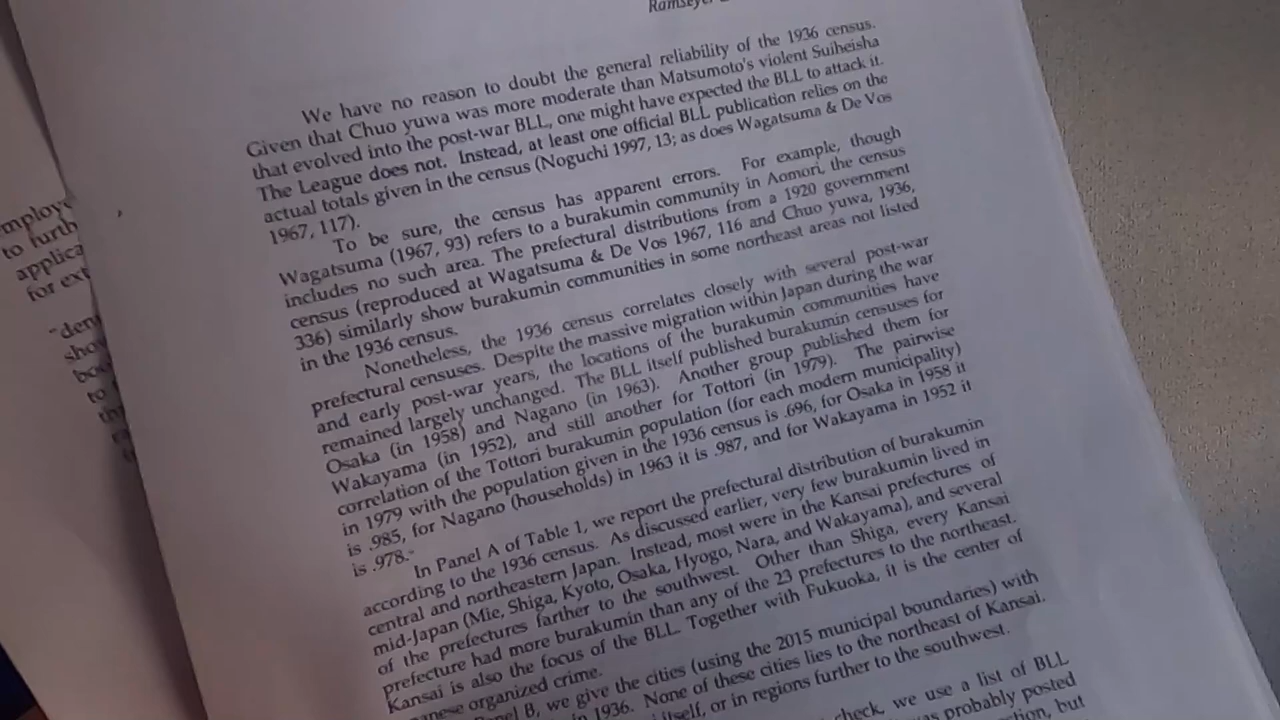 Ramseyer
We have no reason to doubt the general reliability of the 1936 census.
Given that Chuo yuwa was more moderate than Matsumoto's violent Suiheisha
that evolved into the post-war BLL, one might have expected the BLL to attack it.
The League does not. Instead, at least one official BLL publication relies on the
actual totals given in the census (Noguchi 1997, 13; as does Wagatsuma & De Vos
1967, 117).
To be sure, the census has apparent errors. For example, though
Wagatsuma (1967, 93) refers to a burakumin community in Aomori, the census
includes no such area. The prefectural distributions from a 1920 government
census (reproduced at Wagatsuma & De Vos 1967, 116 and Chuo yuwa, 1936,
336) similarly show burakumin communities in some northeast areas not listed
in the 1936 census.
Nonetheless, the 1936 census correlates closely with several post-war
prefectural censuses. Despite the massive migration within Japan during the war
and early post-war years, the locations of the burakumin communities have
remained largely unchanged. The BLL itself published burakumin censuses for
Osaka (in 1958) and Nagano (in 1963). Another group published them for
Wakayama (in 1952), and still another for Tottori (in 1979). The pairwise
correlation of the Tottori burakumin population (for each modern municipality)
in 1979 with the population given in the 1936 census is .696, for Osaka in 1958 it
is .985, for Nagano (households) in 1963 it is .987, and for Wakayama in 1952 it
is .978.
In Panel A of Table 1, we report the prefectural distribution of burakumin
according to the 1936 census. As discussed earlier, very few burakumin lived in
central and northeastern Japan. Instead, most were in the Kansai prefectures of
mid-Japan (Mie, Shiga, Kyoto, Osaka, Hyogo, Nara, and Wakayama), and several
of the prefectures farther to the southwest. Other than Shiga, every Kansai
prefecture had more burakumin than any of the 23 prefectures to the northeast.
Kansai is also the focus of the BLL. Together with Fukuoka, it is the center of
organized crime.
B, we give the cities (using the 2015 municipal boundaries) with
in 1936. None of these cities lies to the northeast of Kansai.
itself, or in regions further to the southwest.
check, we use a list of BLL
was probably posted
but
to furth
applica
for ext